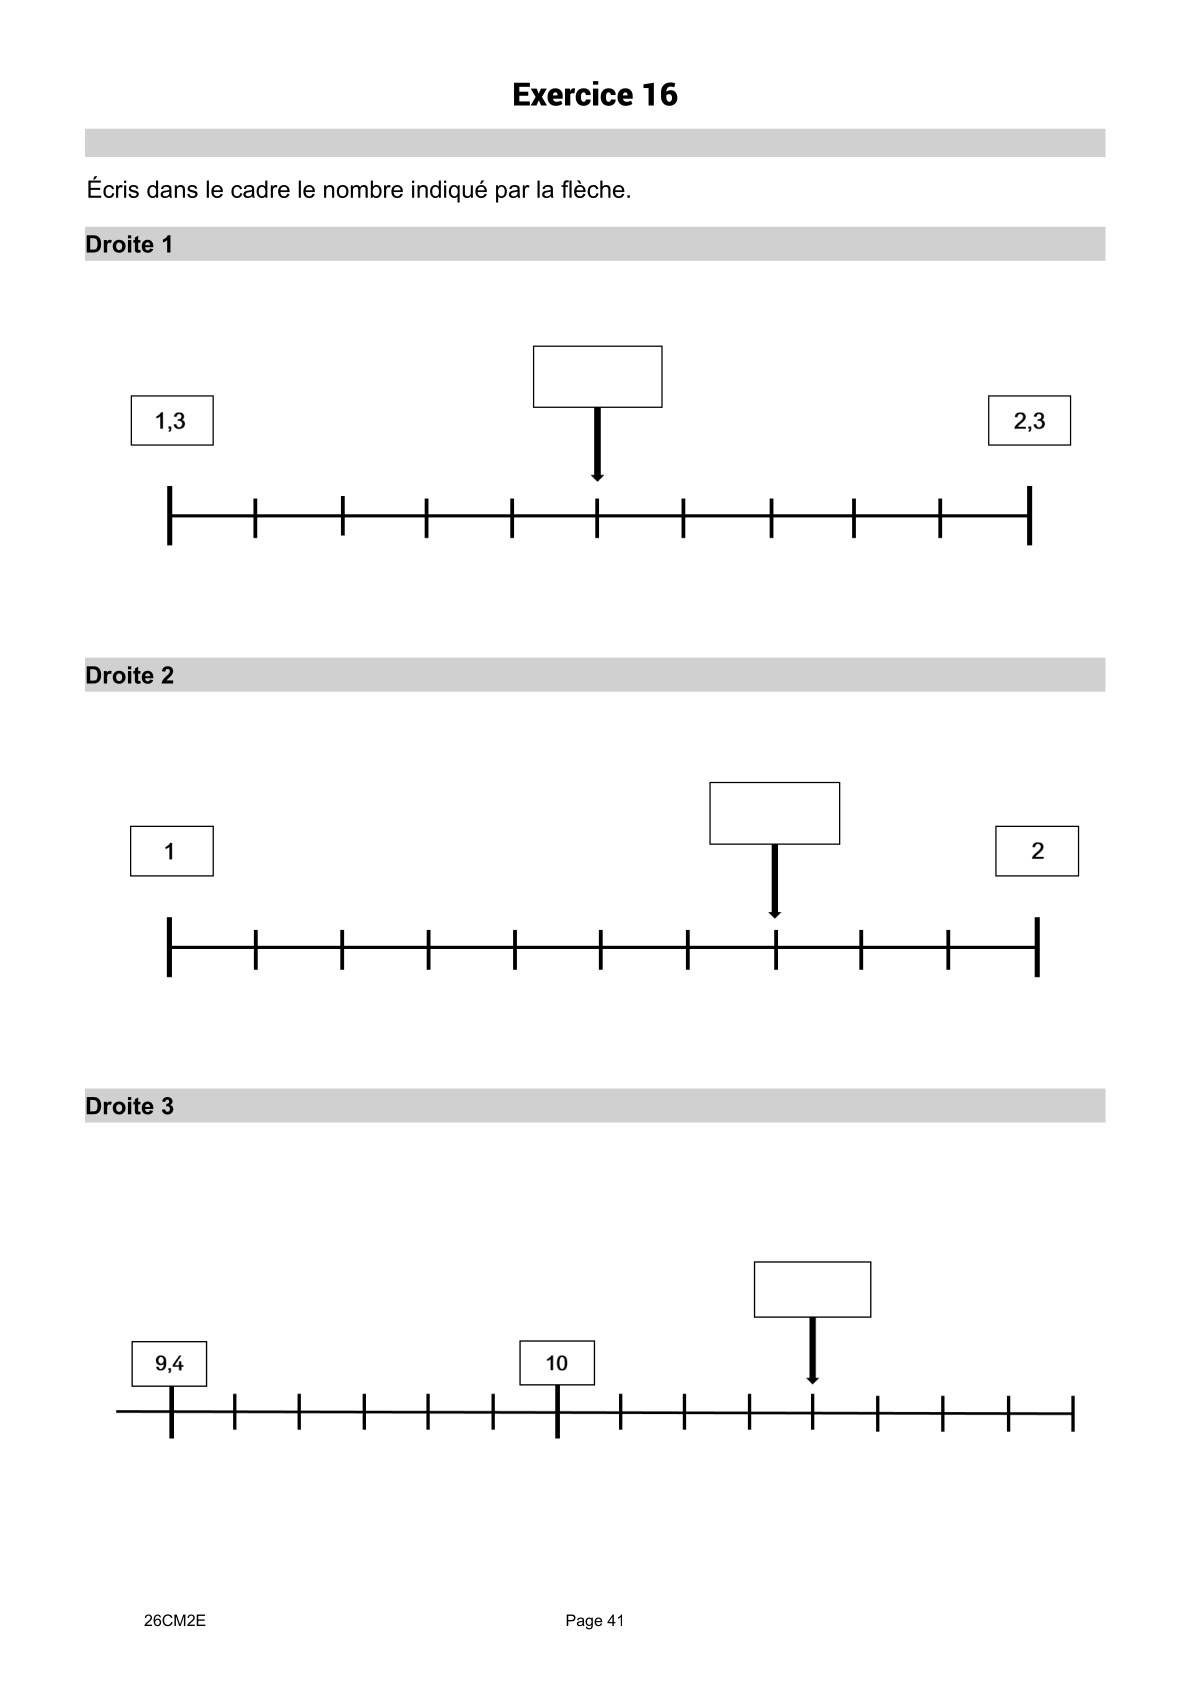 Exercice 16
Écris dans le cadre le nombre indiqué par la flèche.
Droite 1
1,3
2,3
Droite 2
1
2
Droite 3
9,4
10
26CM2E
Page 41